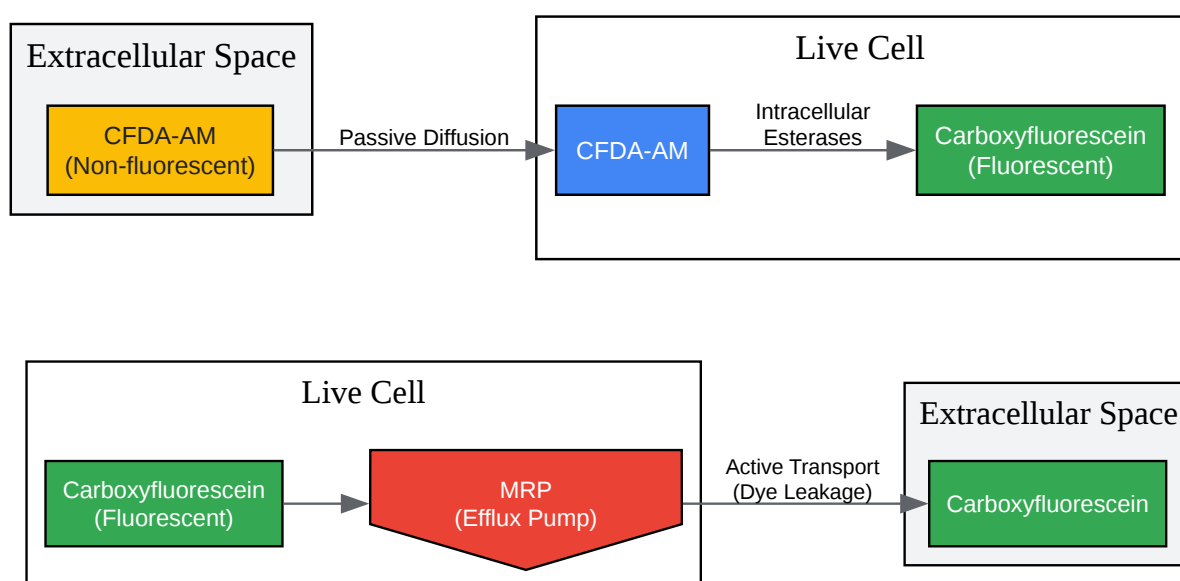 Extracellular Space
CFDA-AM
(Non-fluorescent)
Passive Diffusion
Live Cell
CFDA-AM
Intracellular
Esterases
Carboxyfluorescein
(Fluorescent)
Live Cell
Carboxyfluorescein
(Fluorescent)
MRP
(Efflux Pump)
Active Transport
(Dye Leakage)
Extracellular Space
Carboxyfluorescein